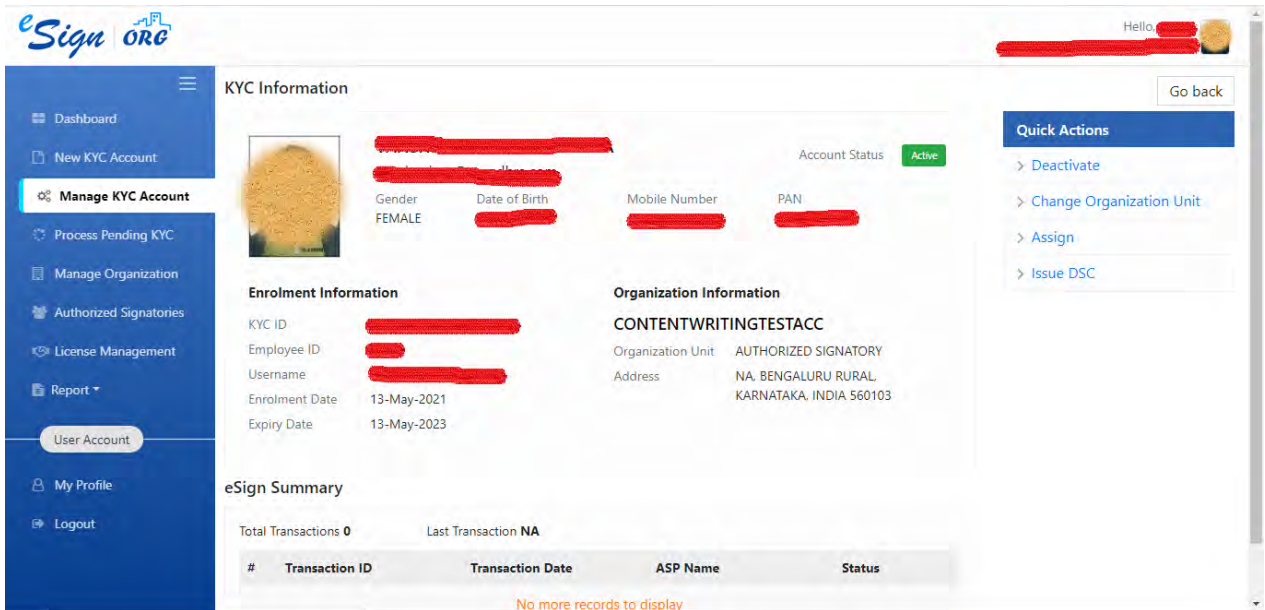 eSign ORG
Hello,
Dashboard
New KYC Account
Manage KYC Account
Process Pending KYC
Manage Organization
Authorized Signatories
License Management
Report
User Account
My Profile
Logout
KYC Information
Go back
Account Status Active
Gender Date of Birth Mobile Number PAN
FEMALE
Enrolment Information
KYC ID
Employee ID
Username
Enrolment Date 13-May-2021
Expiry Date 13-May-2023
Organization Information
CONTENTWRITINGTESTACC
Organization Unit AUTHORIZED SIGNATORY
Address NA, BENGALURU RURAL,
KARNATAKA, INDIA 560103
Quick Actions
> Deactivate
> Change Organization Unit
> Assign
> Issue DSC
eSign Summary
Total Transactions 0 Last Transaction NA
# Transaction ID Transaction Date ASP Name Status
No more records to display